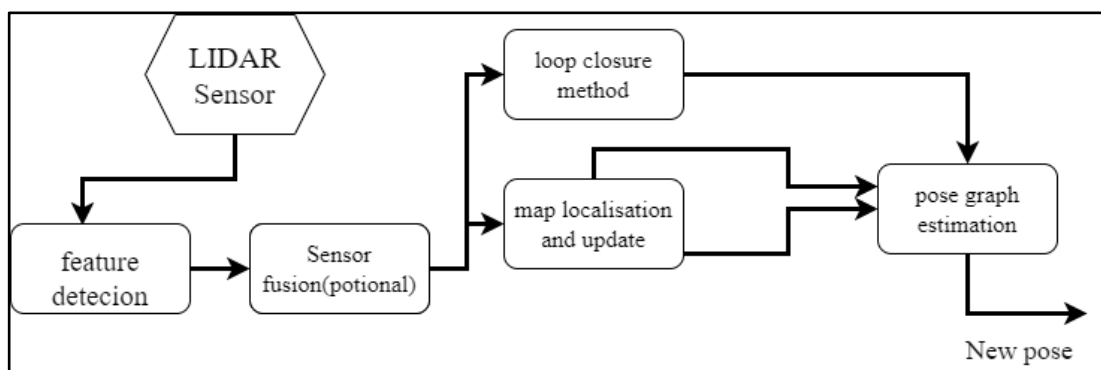 LIDAR
Sensor
feature
detecion
Sensor
fusion(potional)
loop closure
method
map localisation
and update
pose graph
estimation
New pose